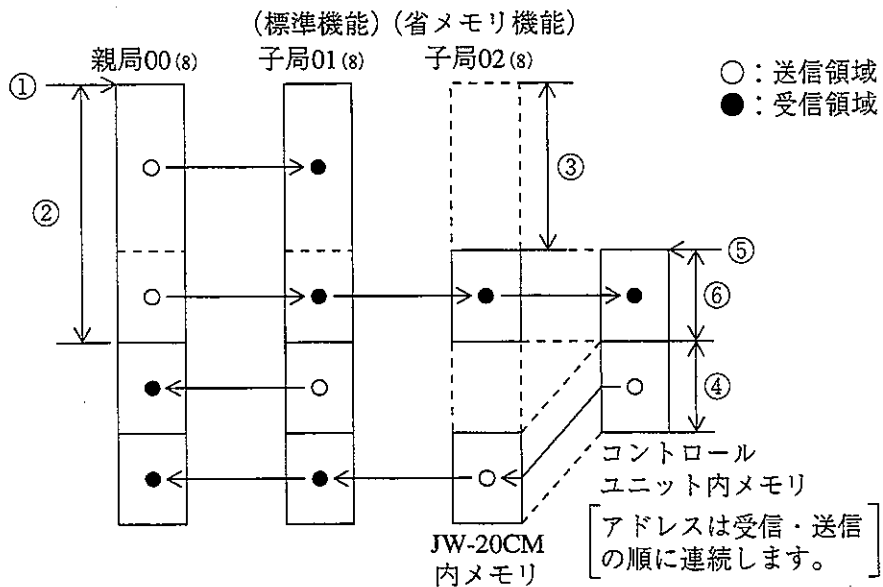 (標準機能)(省メモリ機能)
親局00(8) 子局01(8) 子局02(8)
○:送信領域
●:受信領域
①
②
③
⑤
⑥
④
コントロール
ユニット内メモリ
アドレスは受信・送信
の順に連続します。
JW-20CM
内メモリ